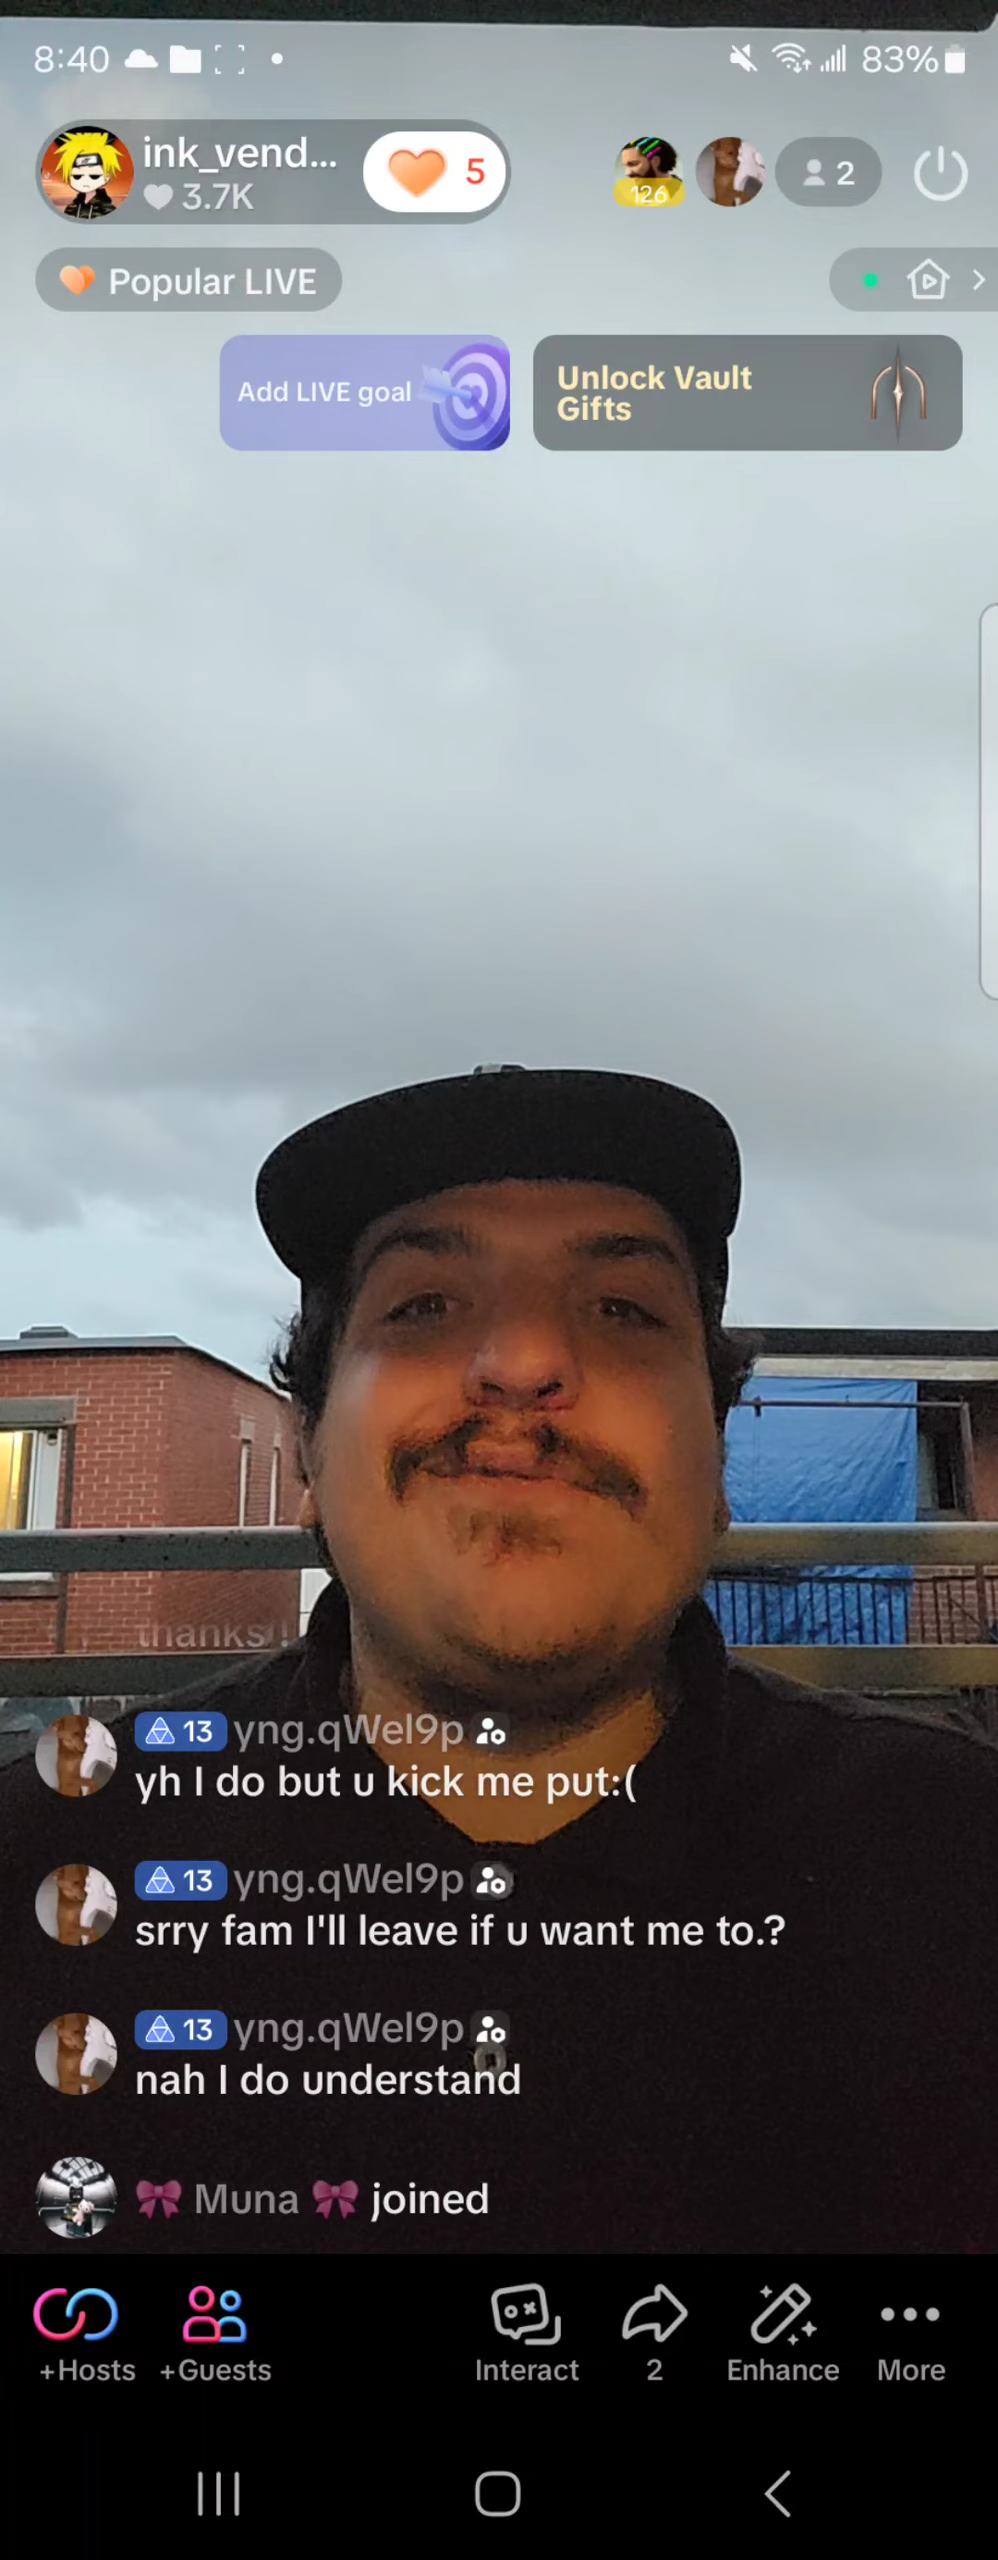 8:40
83%
ink_vend...
3.7K
5
126
2
Popular LIVE
Add LIVE goal
Unlock Vault
Gifts
thanks !
13 yng.qWel9p
yh I do but u kick me put:(
13 yng.qWel9p
srry fam I'll leave if u want me to.?
13 yng.qWel9p
nah I do understand
🎀 Muna 🎀 joined
+Hosts
+Guests
Interact
2
Enhance
More